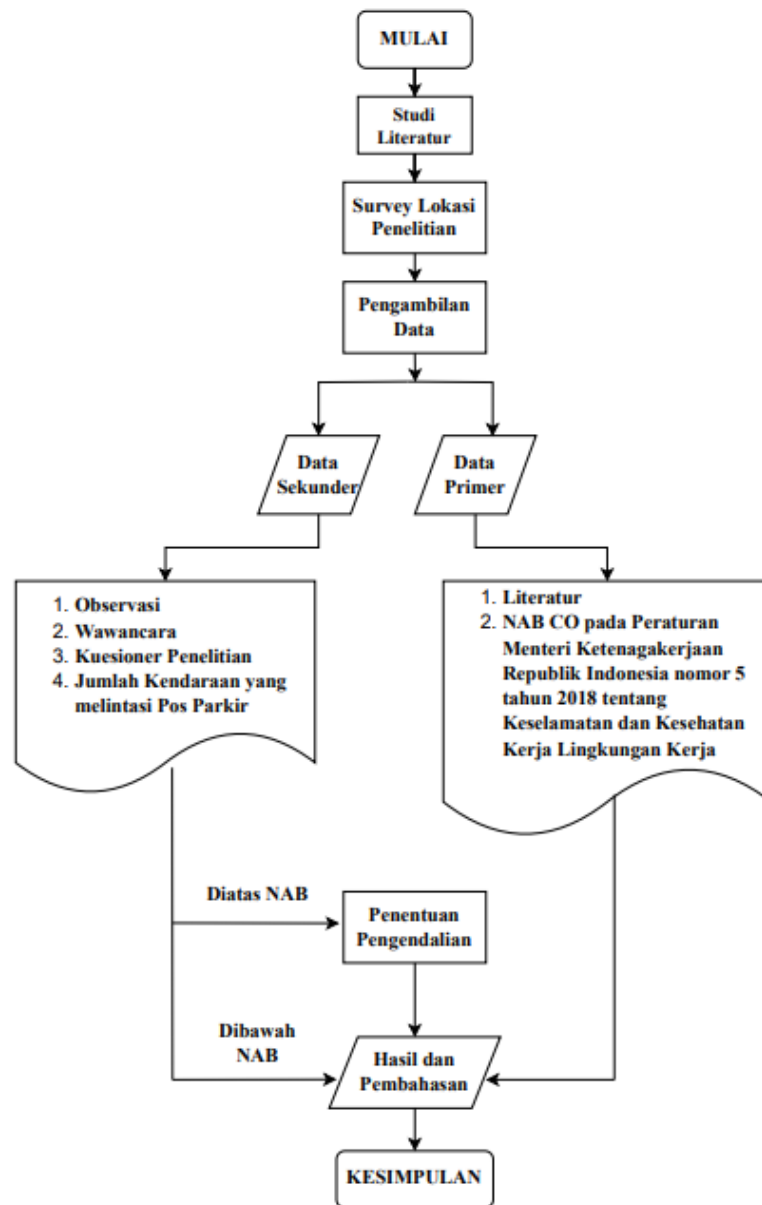 MULAI
Studi
Literatur
Survey Lokasi
Penelitian
Pengambilan
Data
Data
Sekunder
Data
Primer
1. Observasi
2. Wawancara
3. Kuesioner Penelitian
4. Jumlah Kendaraan yang
melintasi Pos Parkir
1. Literatur
2. NAB CO pada Peraturan
Menteri Ketenagakerjaan
Republik Indonesia nomor 5
tahun 2018 tentang
Keselamatan dan Kesehatan
Kerja Lingkungan Kerja
Diatas NAB
Penentuan
Pengendalian
Dibawah
NAB
Hasil dan
Pembahasan
KESIMPULAN